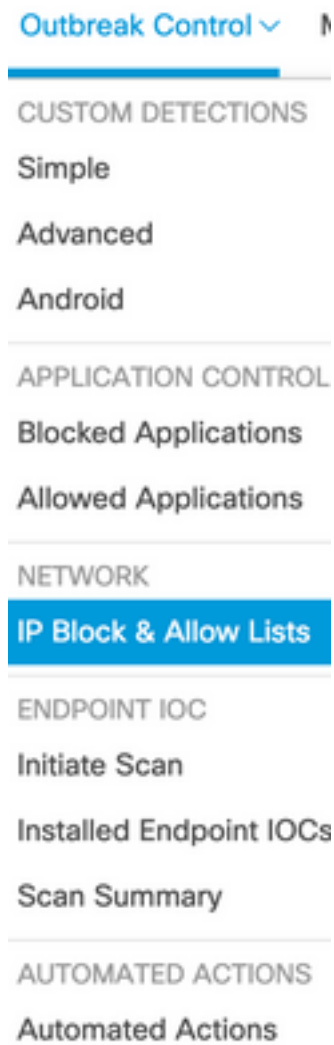 Outbreak Control
CUSTOM DETECTIONS
Simple
Advanced
Android
APPLICATION CONTROL
Blocked Applications
Allowed Applications
NETWORK
IP Block & Allow Lists
ENDPOINT IOC
Initiate Scan
Installed Endpoint IOCs
Scan Summary
AUTOMATED ACTIONS
Automated Actions